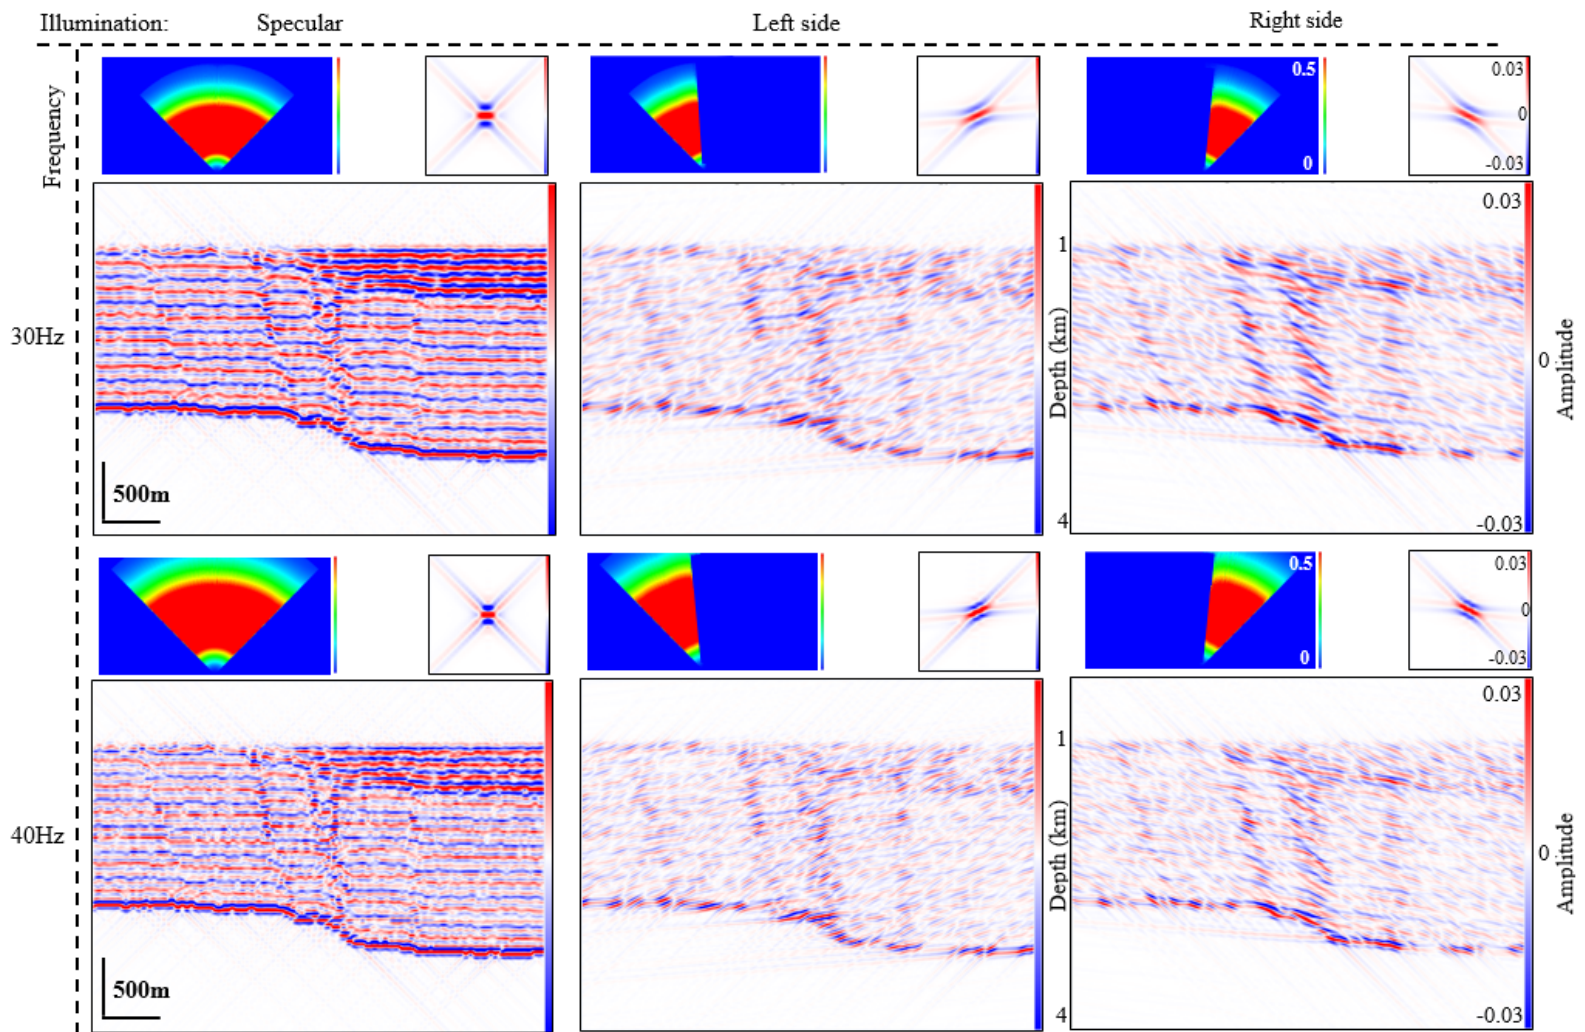 Illumination: Specular Left side Right side
Frequency
0.5
0
0.03
0
-0.03
30Hz
500m
1
Depth (km)
4
0.03
0
-0.03
Amplitude
0.5
0
0.03
0
-0.03
40Hz
500m
1
Depth (km)
4
0.03
0
-0.03
Amplitude